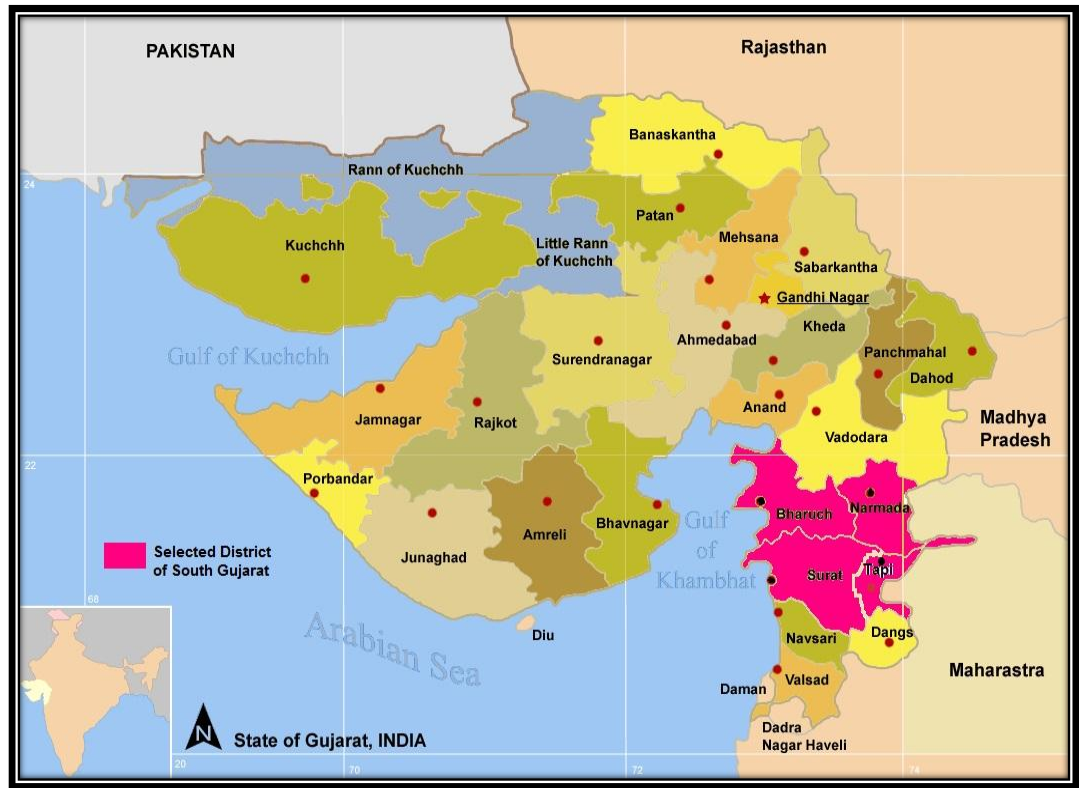 PAKISTAN
Rajasthan
Banaskantha
24
Rann of Kuchchh
Patan
Mehsana
Kuchchh
Little Rann
of Kuchchh
Sabarkantha
Gandhi Nagar
Gulf of Kuchchh
Surendranagar
Ahmedabad
Kheda
Panchmahal
Dahod
Jamnagar
Rajkot
Anand
Vadodara
Madhya
Pradesh
22
Porbandar
Junaghad
Amreli
Bhavnagar
Gulf
of
Khambhat
Bharuch
Narmada
Selected District
of South Gujarat
Surat
Tapi
68
Arabian Sea
Diu
Navsari
Dangs
Maharastra
Daman
Valsad
Dadra
Nagar Haveli
N
State of Gujarat, INDIA
20
70
72
74